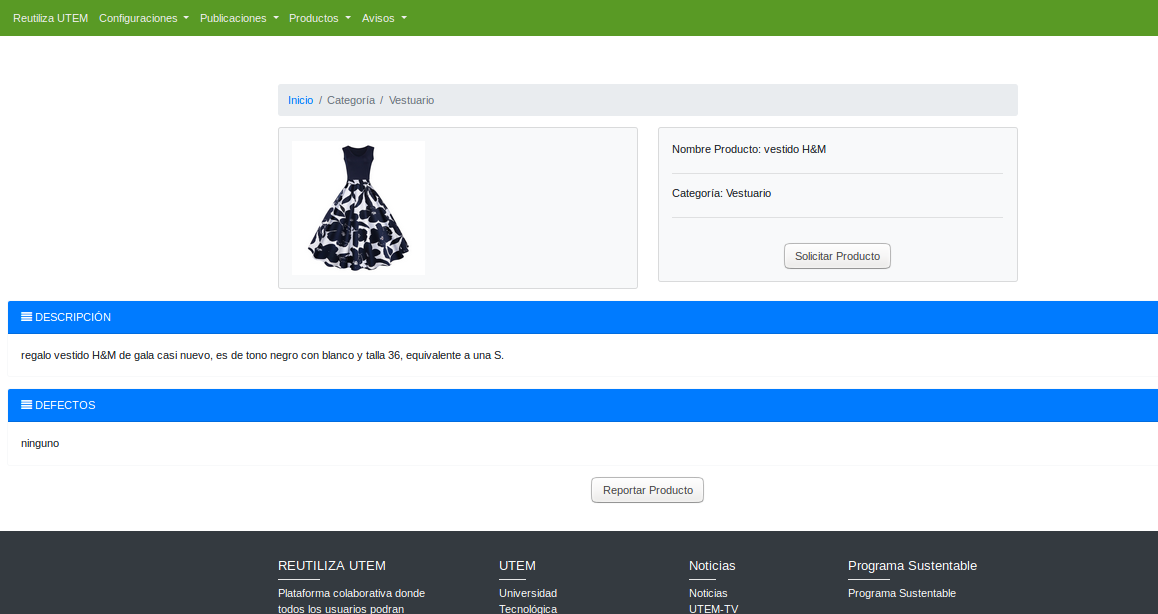 Reutiliza UTEM Configuraciones Publicaciones Productos Avisos
Inicio / Categoría / Vestuario
Nombre Producto: vestido H&M
Categoría: Vestuario
Solicitar Producto
DESCRIPCIÓN
regalo vestido H&M de gala casi nuevo, es de tono negro con blanco y talla 36, equivalente a una S.
DEFECTOS
ninguno
Reportar Producto
REUTILIZA UTEM
Plataforma colaborativa donde
todos los usuarios podran
UTEM
Universidad
Tecnológica
Noticias
Noticias
UTEM-TV
Programa Sustentable
Programa Sustentable